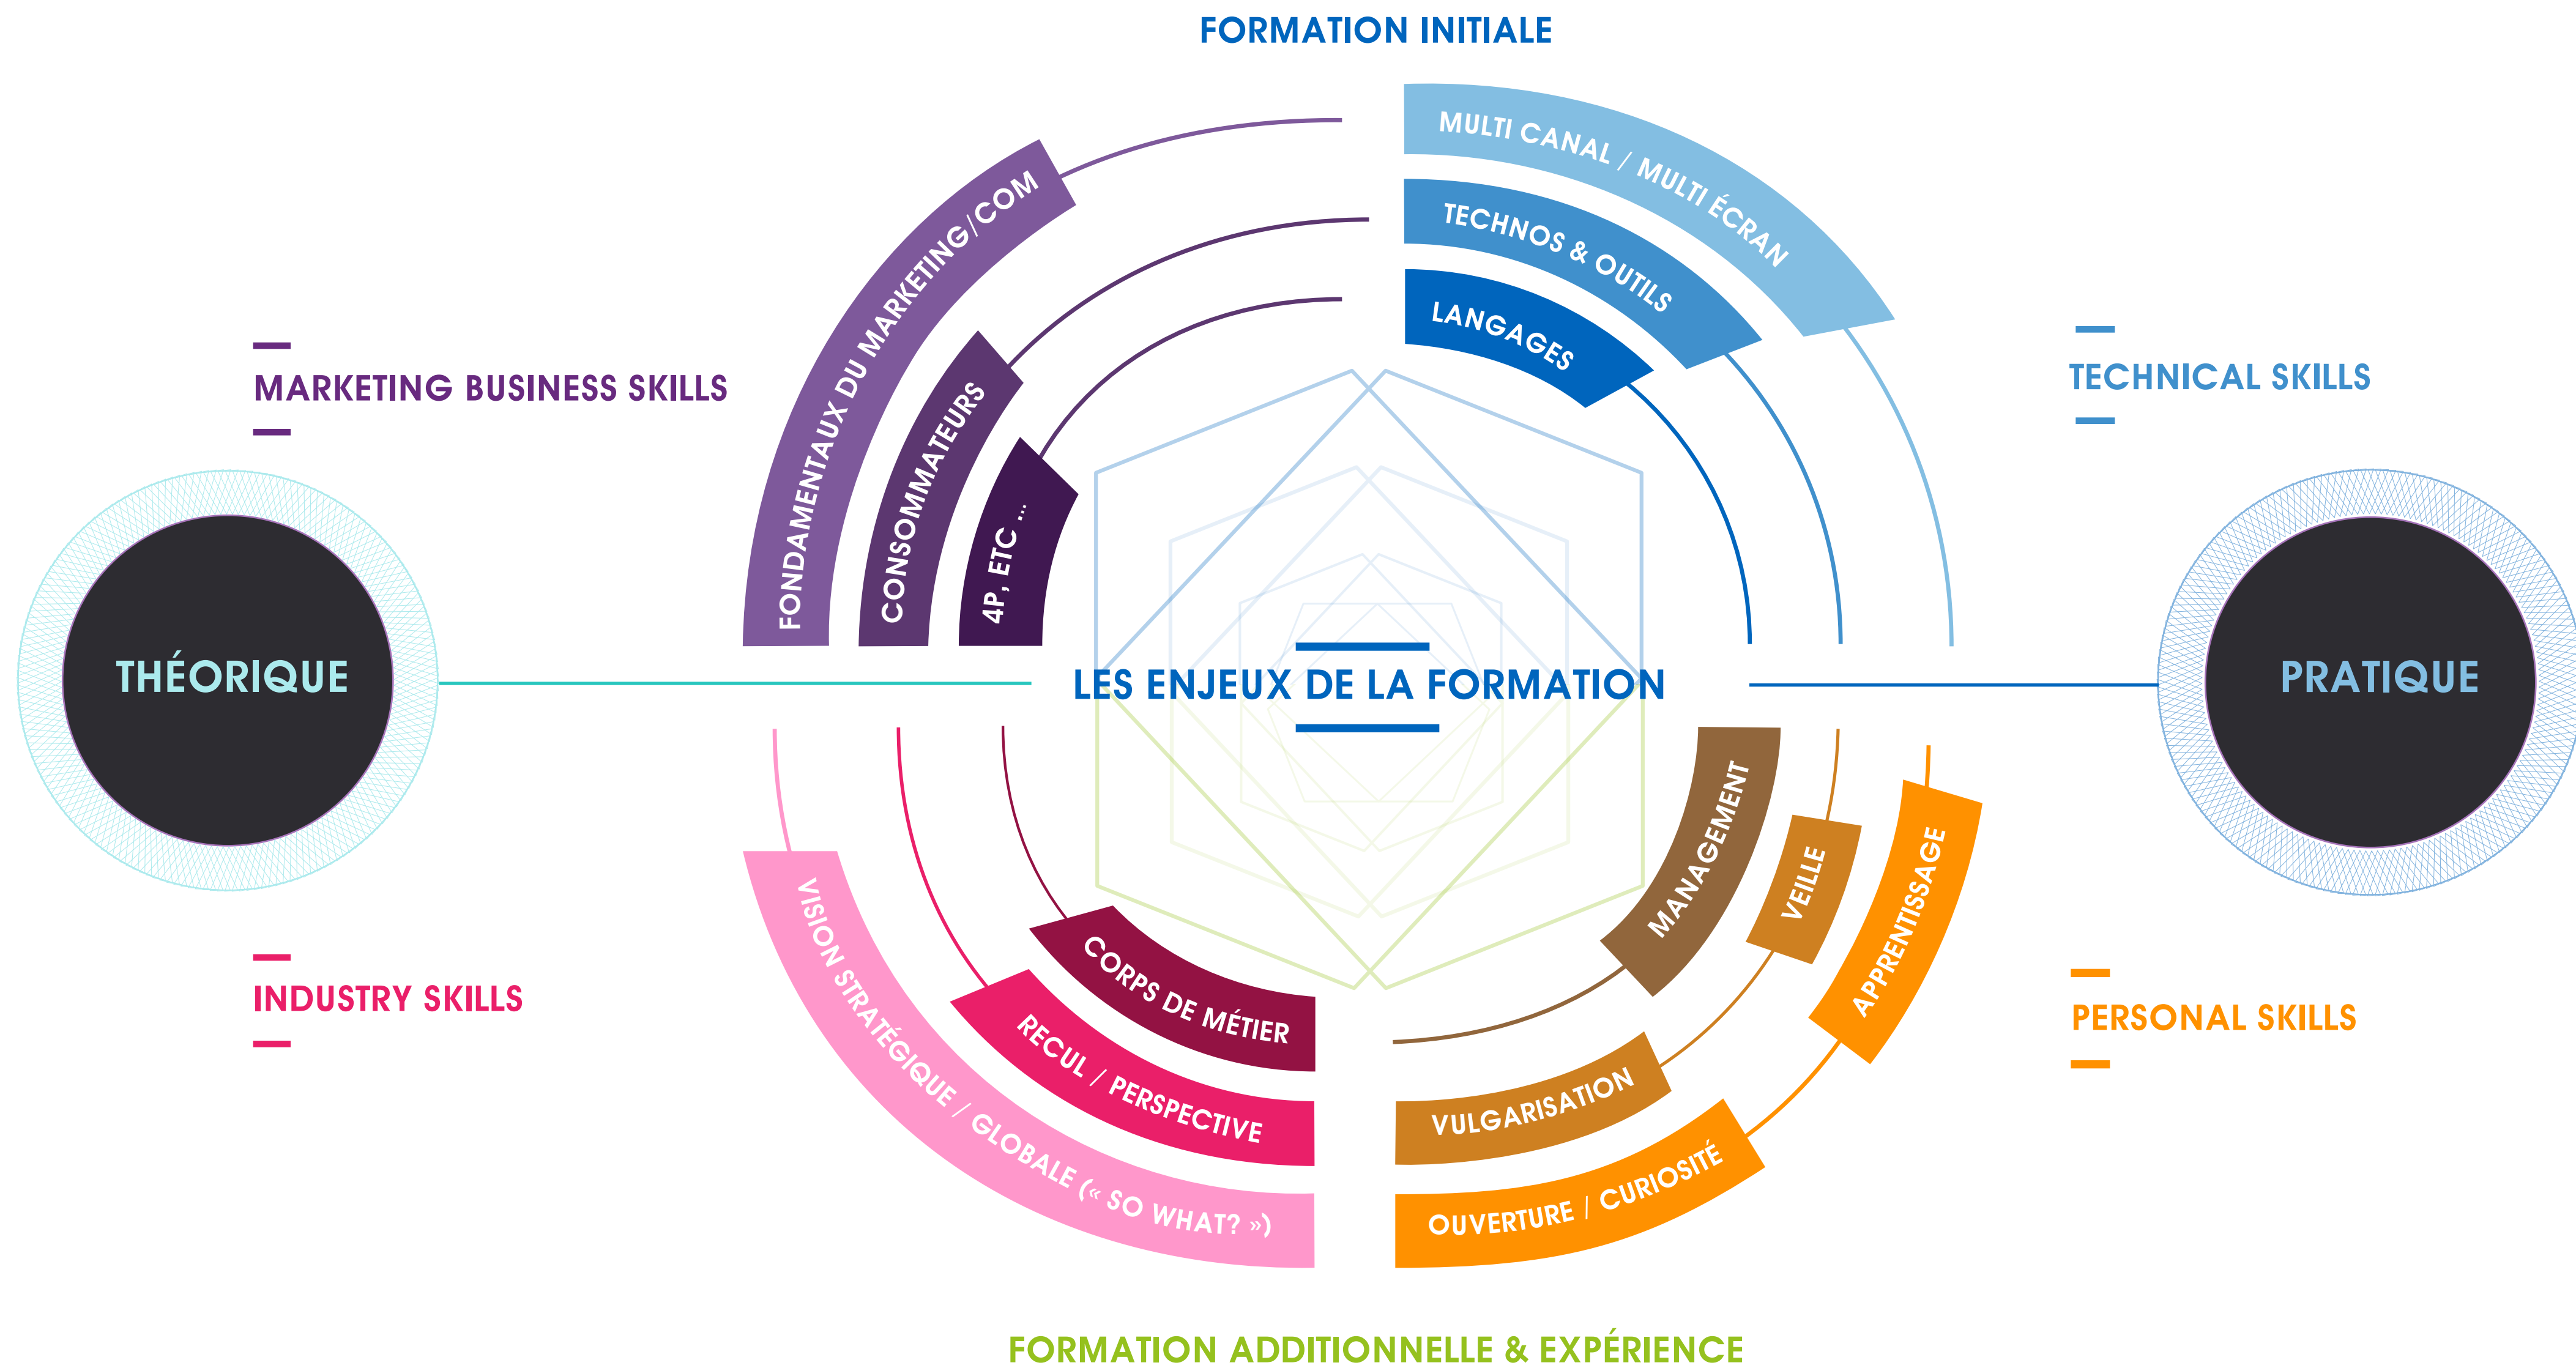 FORMATION INITIALE
MULTI CANAL / MULTI ÉCRAN
TECHNOS & OUTILS
LANGAGES
FONDAMENTAUX DU MARKETING/COM
CONSOMMATEURS
4P, ETC ...
MARKETING BUSINESS SKILLS
TECHNICAL SKILLS
THÉORIQUE
LES ENJEUX DE LA FORMATION
PRATIQUE
INDUSTRY SKILLS
PERSONAL SKILLS
CORPS DE MÉTIER
RECUL / PERSPECTIVE
VISION STRATÉGIQUE / GLOBALE (« SO WHAT? »)
MANAGEMENT
VEILLE
APPRENTISSAGE
VULGARISATION
OUVERTURE / CURIOSITÉ
FORMATION ADDITIONNELLE & EXPÉRIENCE